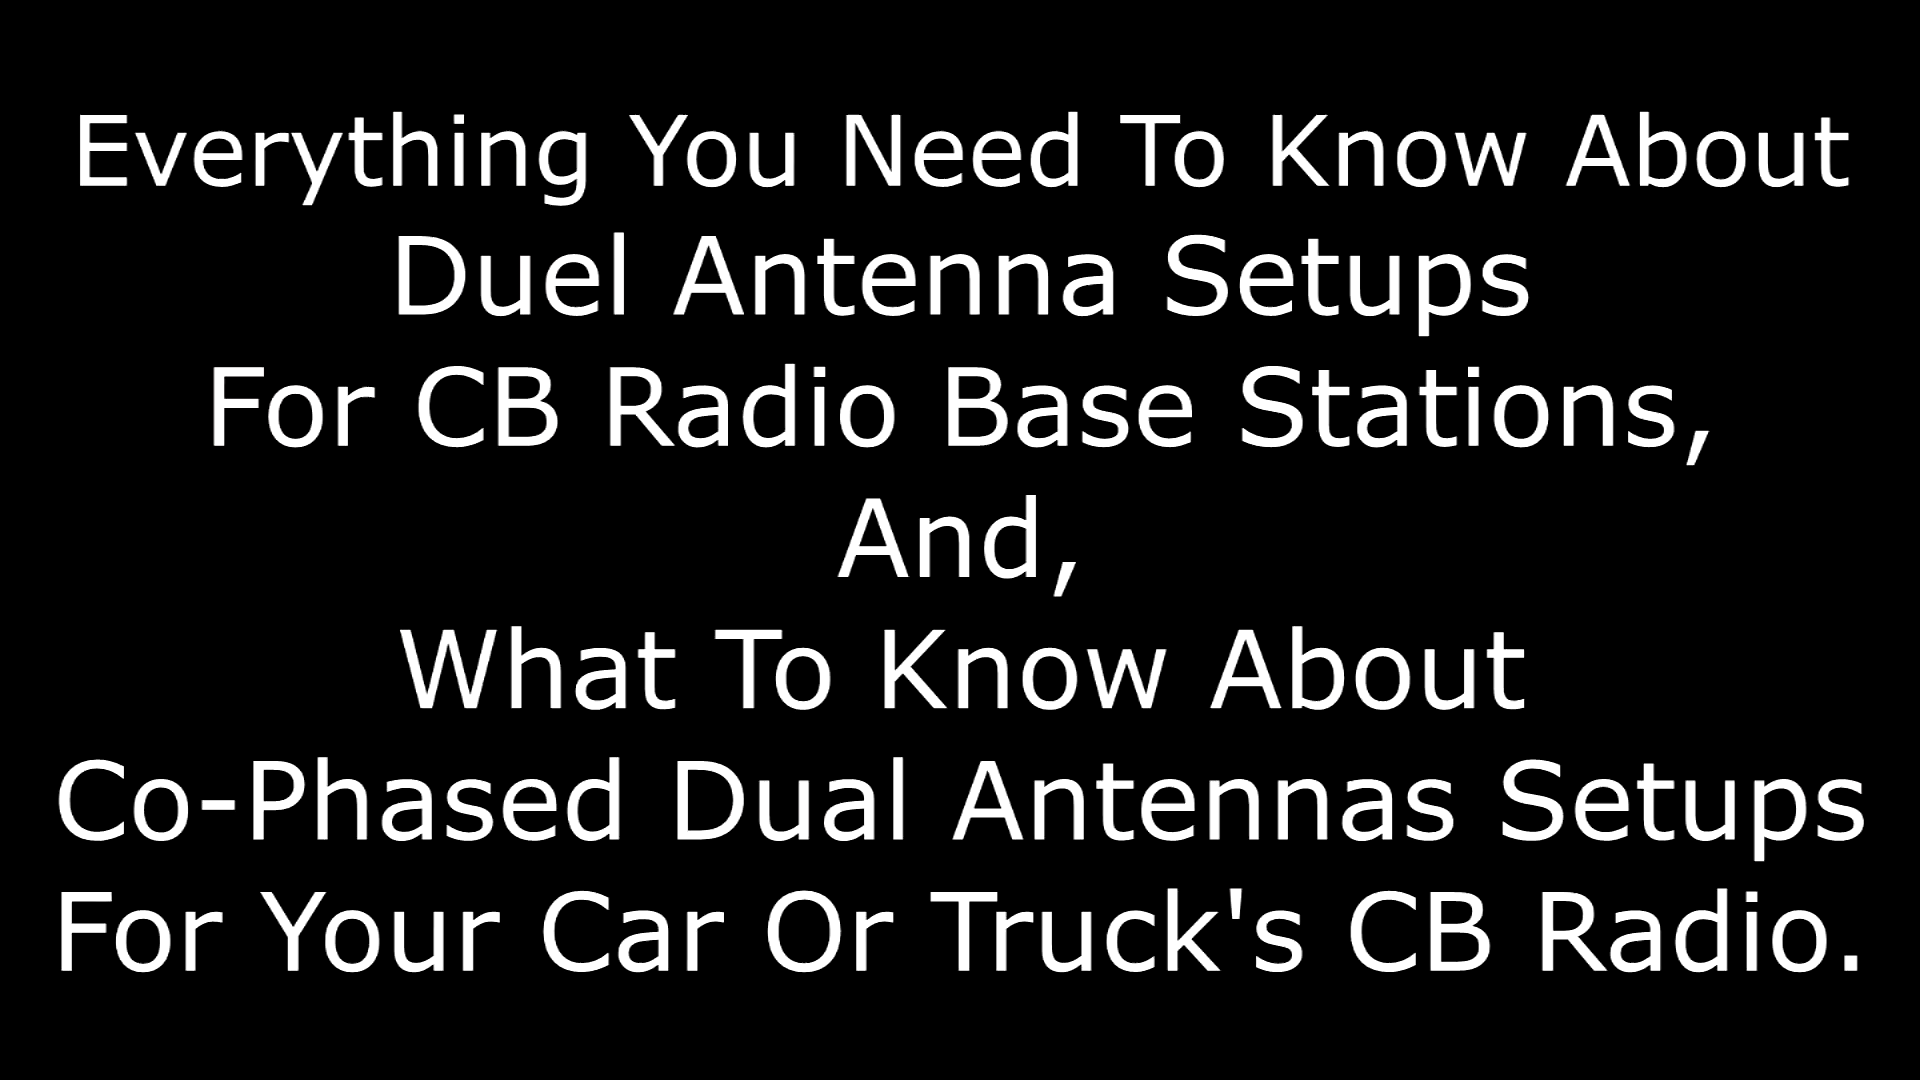 Everything You Need To Know About
Duel Antenna Setups
For CB Radio Base Stations,
And,
What To Know About
Co-Phased Dual Antennas Setups
For Your Car Or Truck's CB Radio.